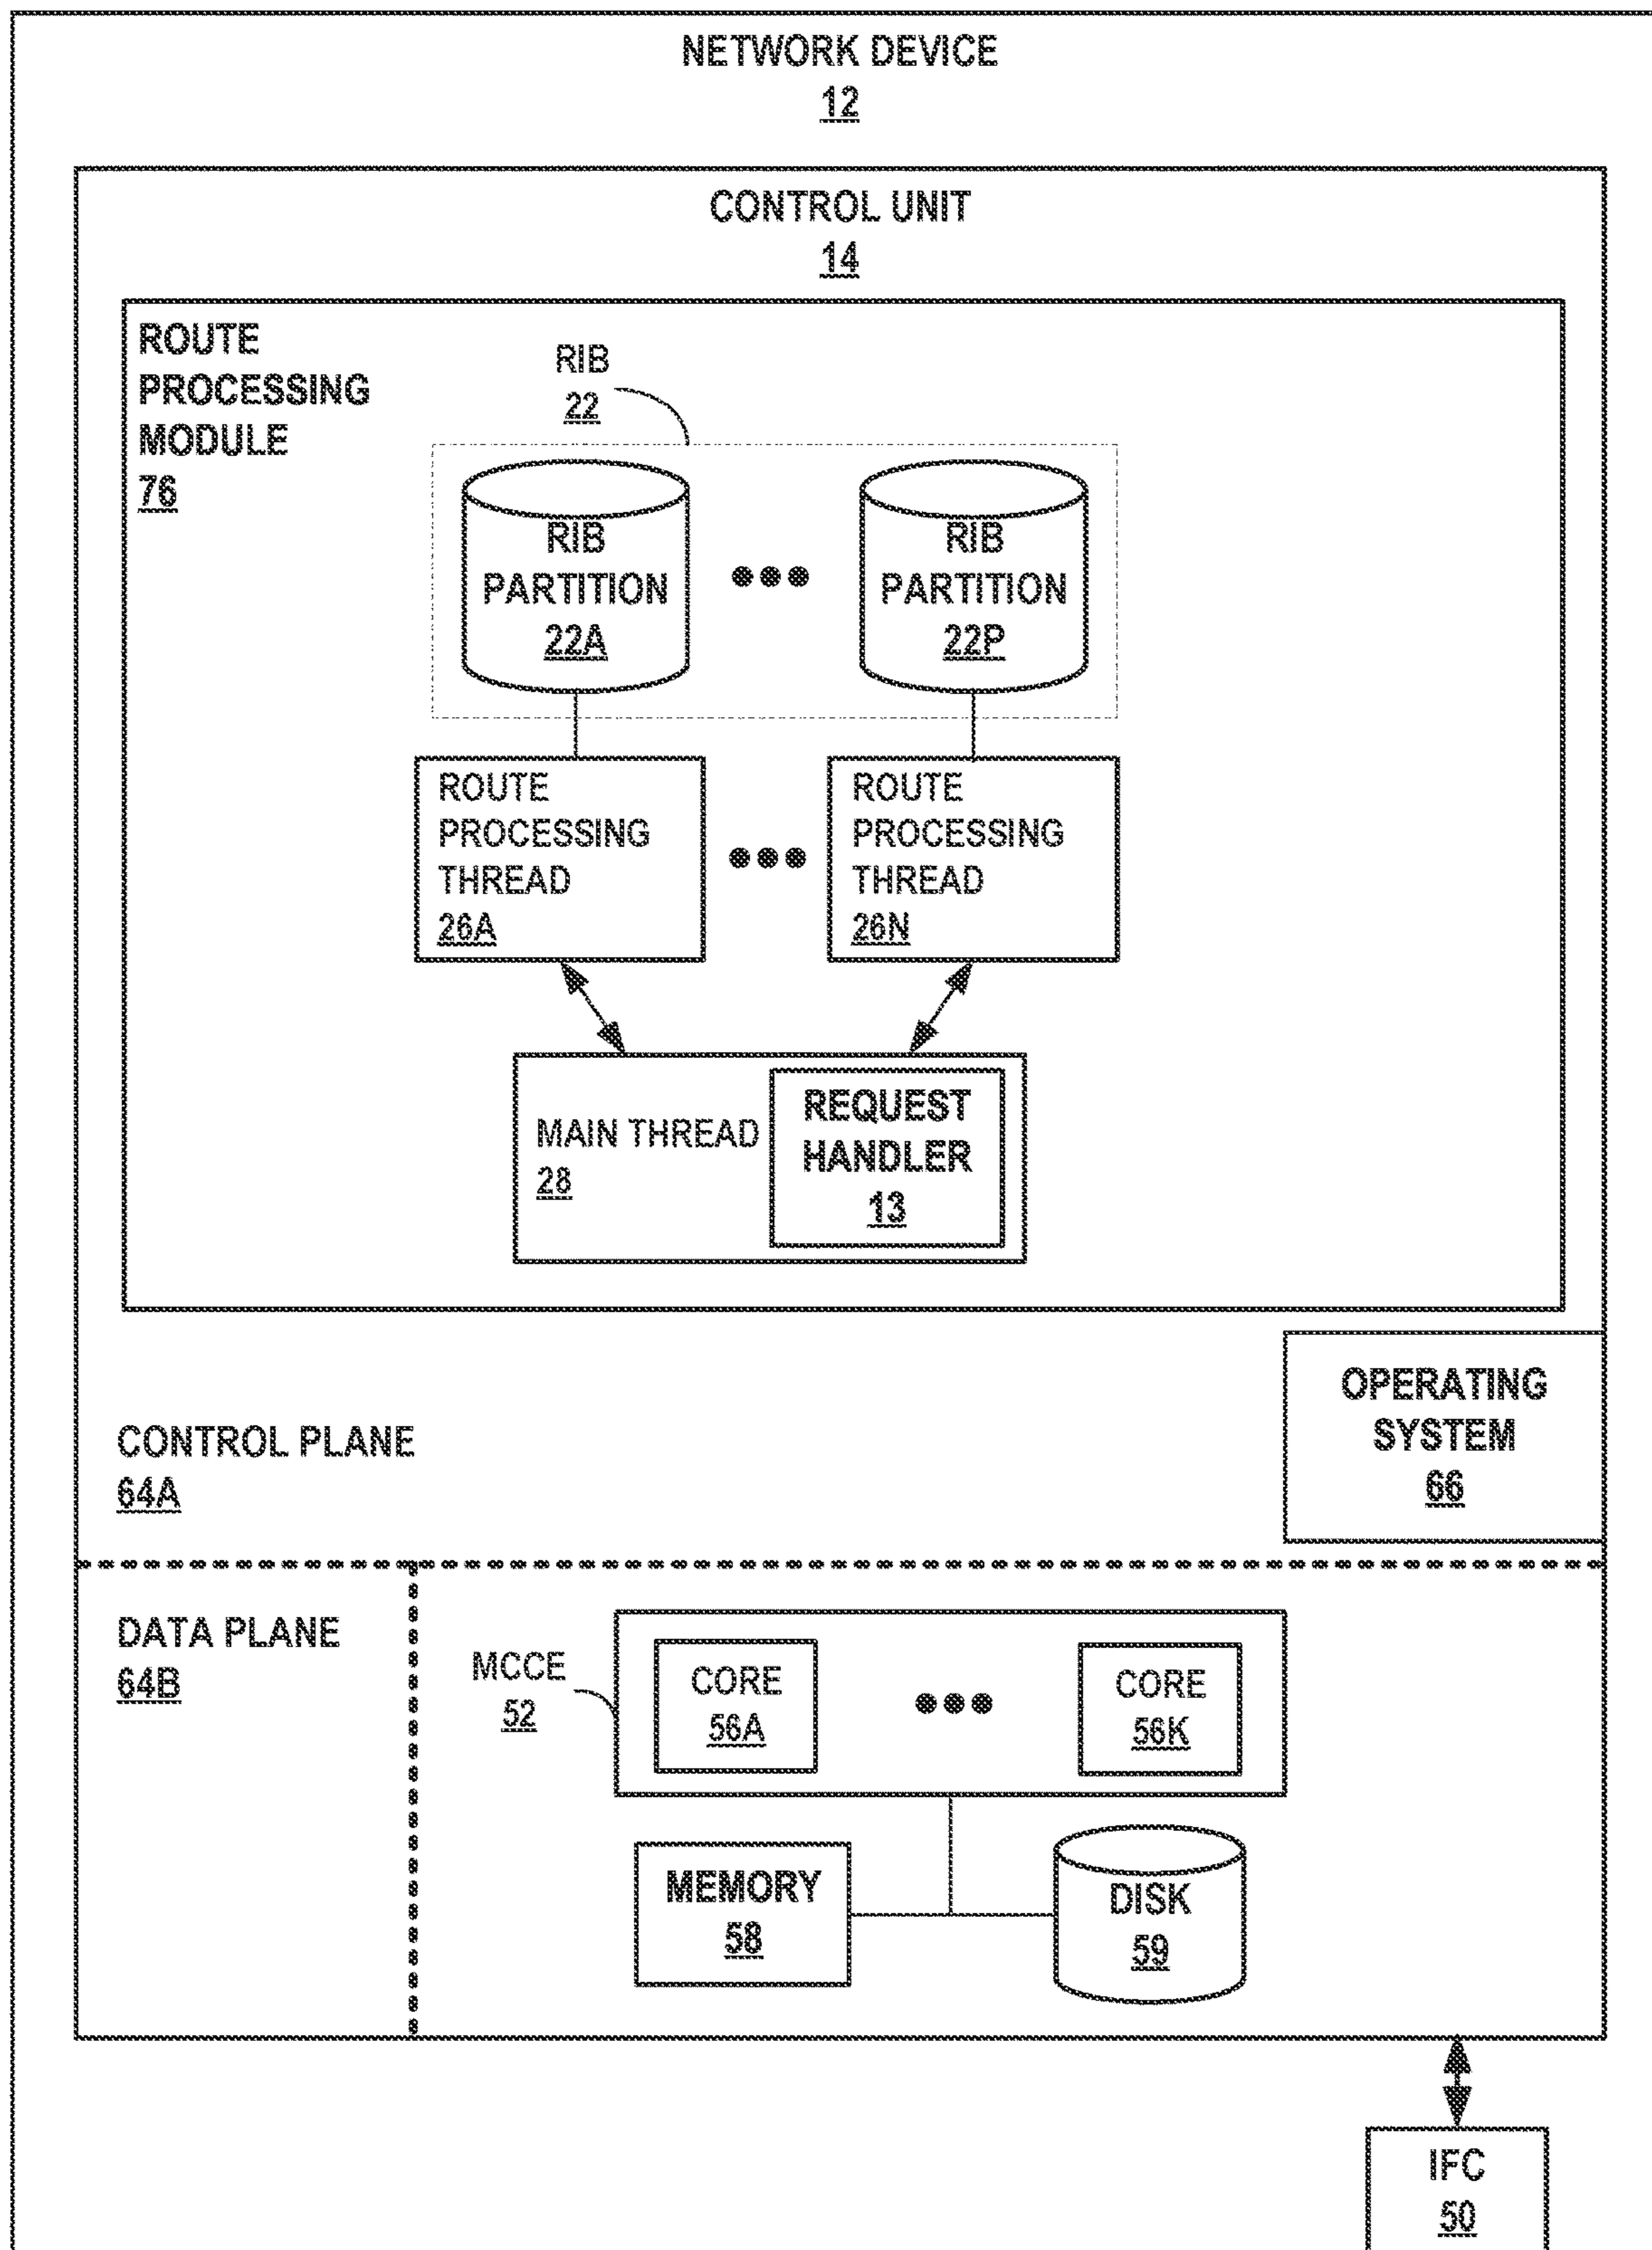 NETWORK DEVICE
12
CONTROL UNIT
14
ROUTE
PROCESSING
MODULE
76
RIB
22
RIB
PARTITION
22A
RIB
PARTITION
22P
ROUTE
PROCESSING
THREAD
26A
ROUTE
PROCESSING
THREAD
26N
MAIN THREAD
28
REQUEST
HANDLER
13
OPERATING
SYSTEM
66
CONTROL PLANE
64A
DATA PLANE
64B
MCCE
52
CORE
56A
CORE
56K
MEMORY
58
DISK
59
IFC
50